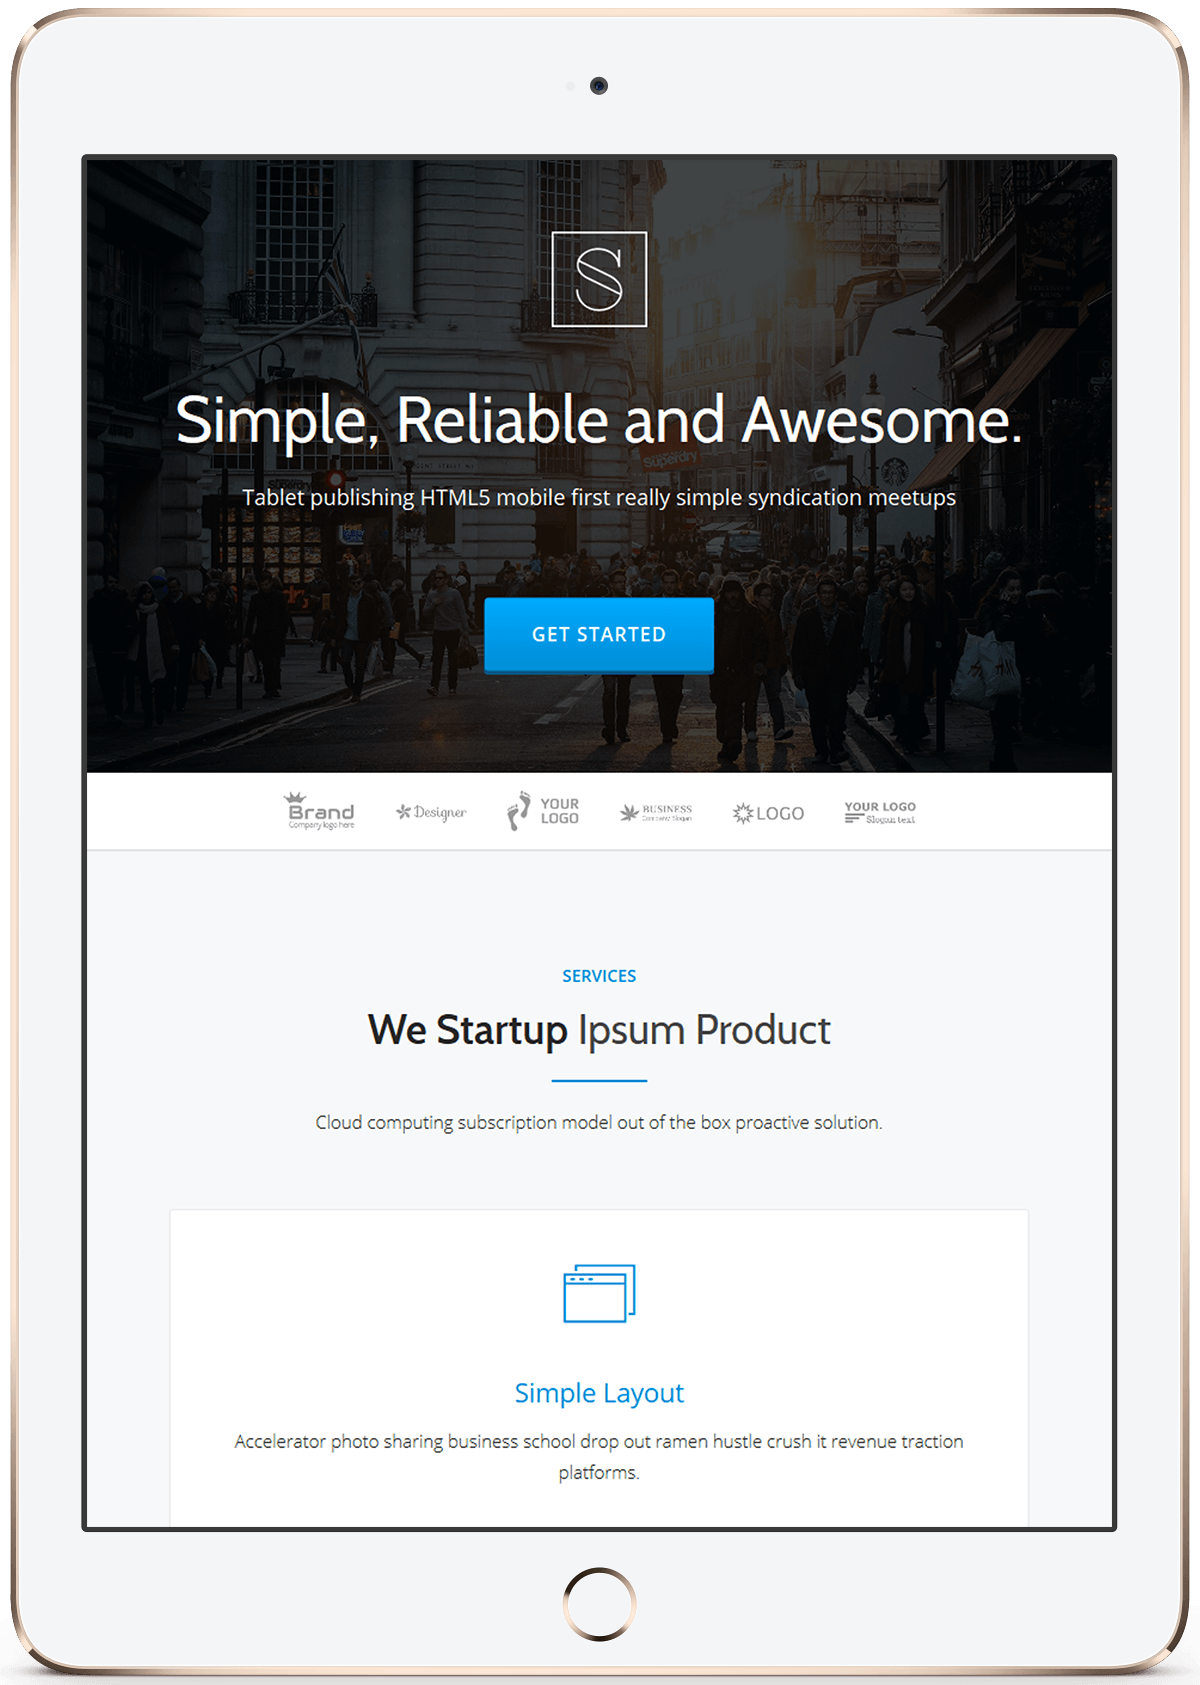 S
Simple, Reliable and Awesome.
Superdry
Tablet publishing HTML5 mobile first really simple syndication meetups
GET STARTED
Brand
Company logo here
Designer
YOUR
LOGO
BUSINESS
Company Slogan
LOGO
YOUR LOGO
Slogan text
SERVICES
We Startup Ipsum Product
Cloud computing subscription model out of the box proactive solution.
Simple Layout
Accelerator photo sharing business school drop out ramen hustle crush it revenue traction
platforms.